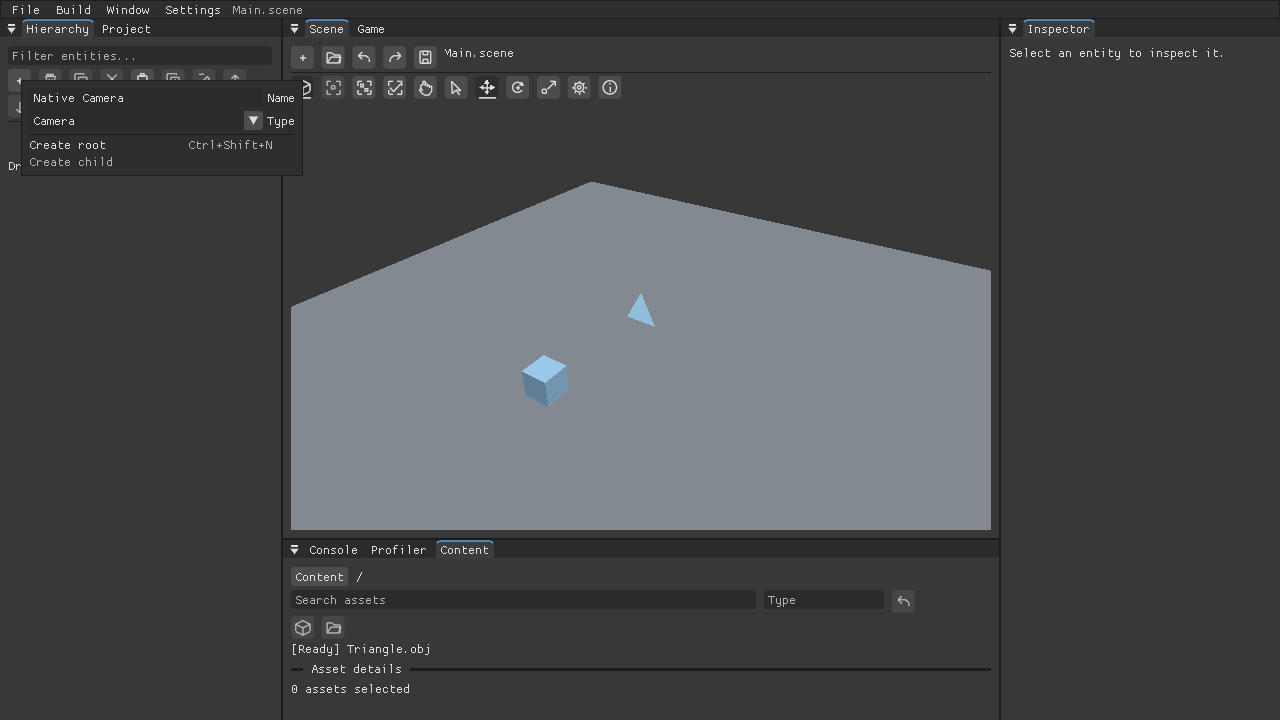 File Build Window Settings Main.scene
Hierarchy Project
Scene Game
Inspector
Filter entities...
Main.scene
Select an entity to inspect it.
Native Camera Name
Camera Type
Create root Ctrl+Shift+N
Create child
Dr
Console Profiler Content
Content /
Search assets Type
[Ready] Triangle.obj
Asset details
0 assets selected